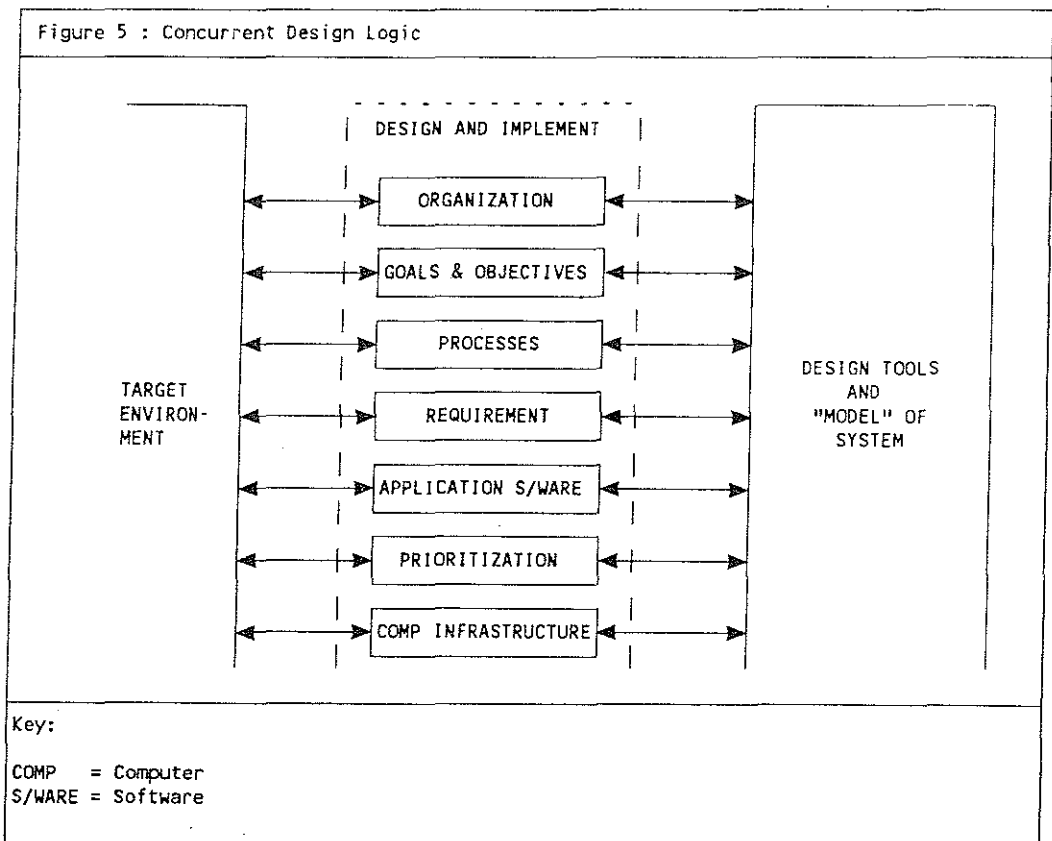 Figure 5 : Concurrent Design Logic
DESIGN AND IMPLEMENT
ORGANIZATION
GOALS & OBJECTIVES
PROCESSES
REQUIREMENT
APPLICATION S/WARE
PRIORITIZATION
COMP INFRASTRUCTURE
TARGET
ENVIRON-
MENT
DESIGN TOOLS
AND
"MODEL" OF
SYSTEM
Key:
COMP = Computer
S/WARE = Software